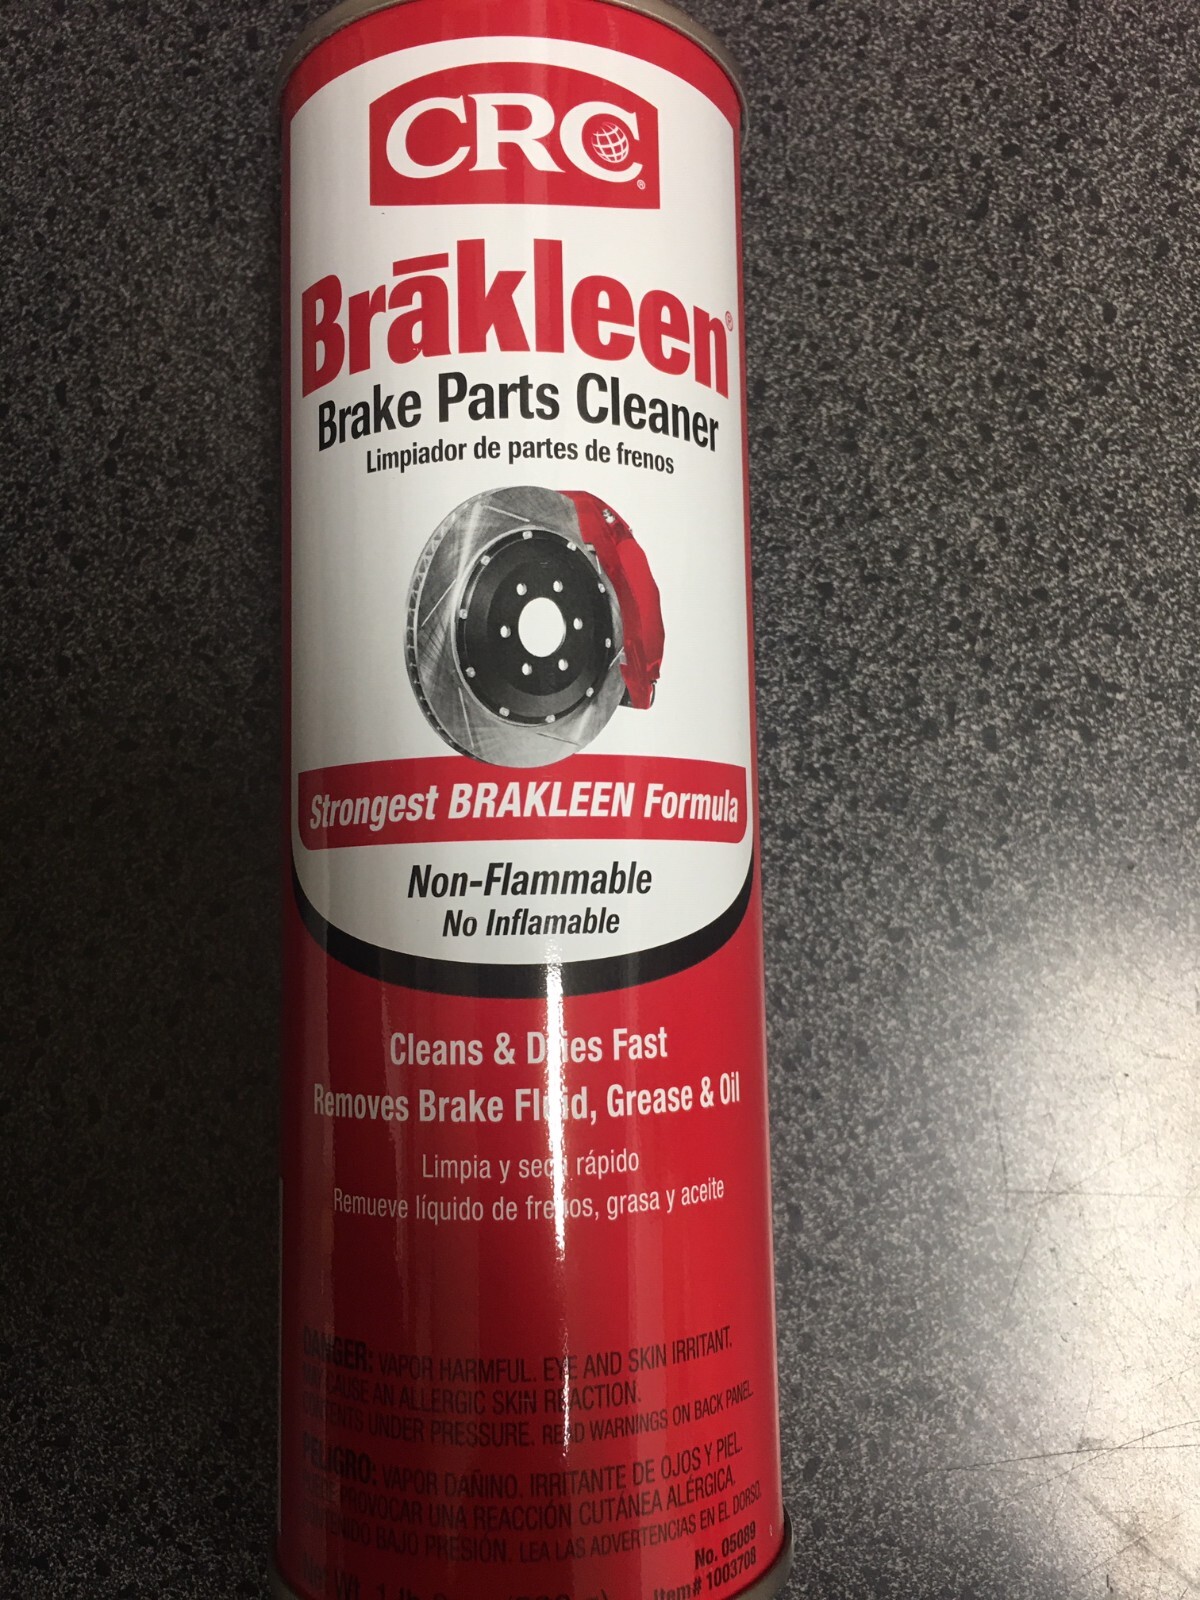 CRC®
Brākleen®
Brake Parts Cleaner
Limpiador de partes de frenos
Strongest BRAKLEEN Formula
Non-Flammable
No Inflamable
Cleans & Dries Fast
Removes Brake Fluid, Grease & Oil
Limpia y seca rápido
Remueve líquido de frenos, grasa y aceite
DANGER: VAPOR HARMFUL. EYE AND SKIN IRRITANT.
MAY CAUSE AN ALLERGIC SKIN REACTION.
CONTENTS UNDER PRESSURE. READ WARNINGS ON BACK PANEL.
PELIGRO: VAPOR DAÑINO. IRRITANTE DE OJOS Y PIEL.
PUEDE PROVOCAR UNA REACCIÓN CUTÁNEA ALÉRGICA.
CONTENIDO BAJO PRESIÓN. LEA LAS ADVERTENCIAS EN EL DORSO.
No. 05089
Item# 1003708
Net Wt. 1 lb